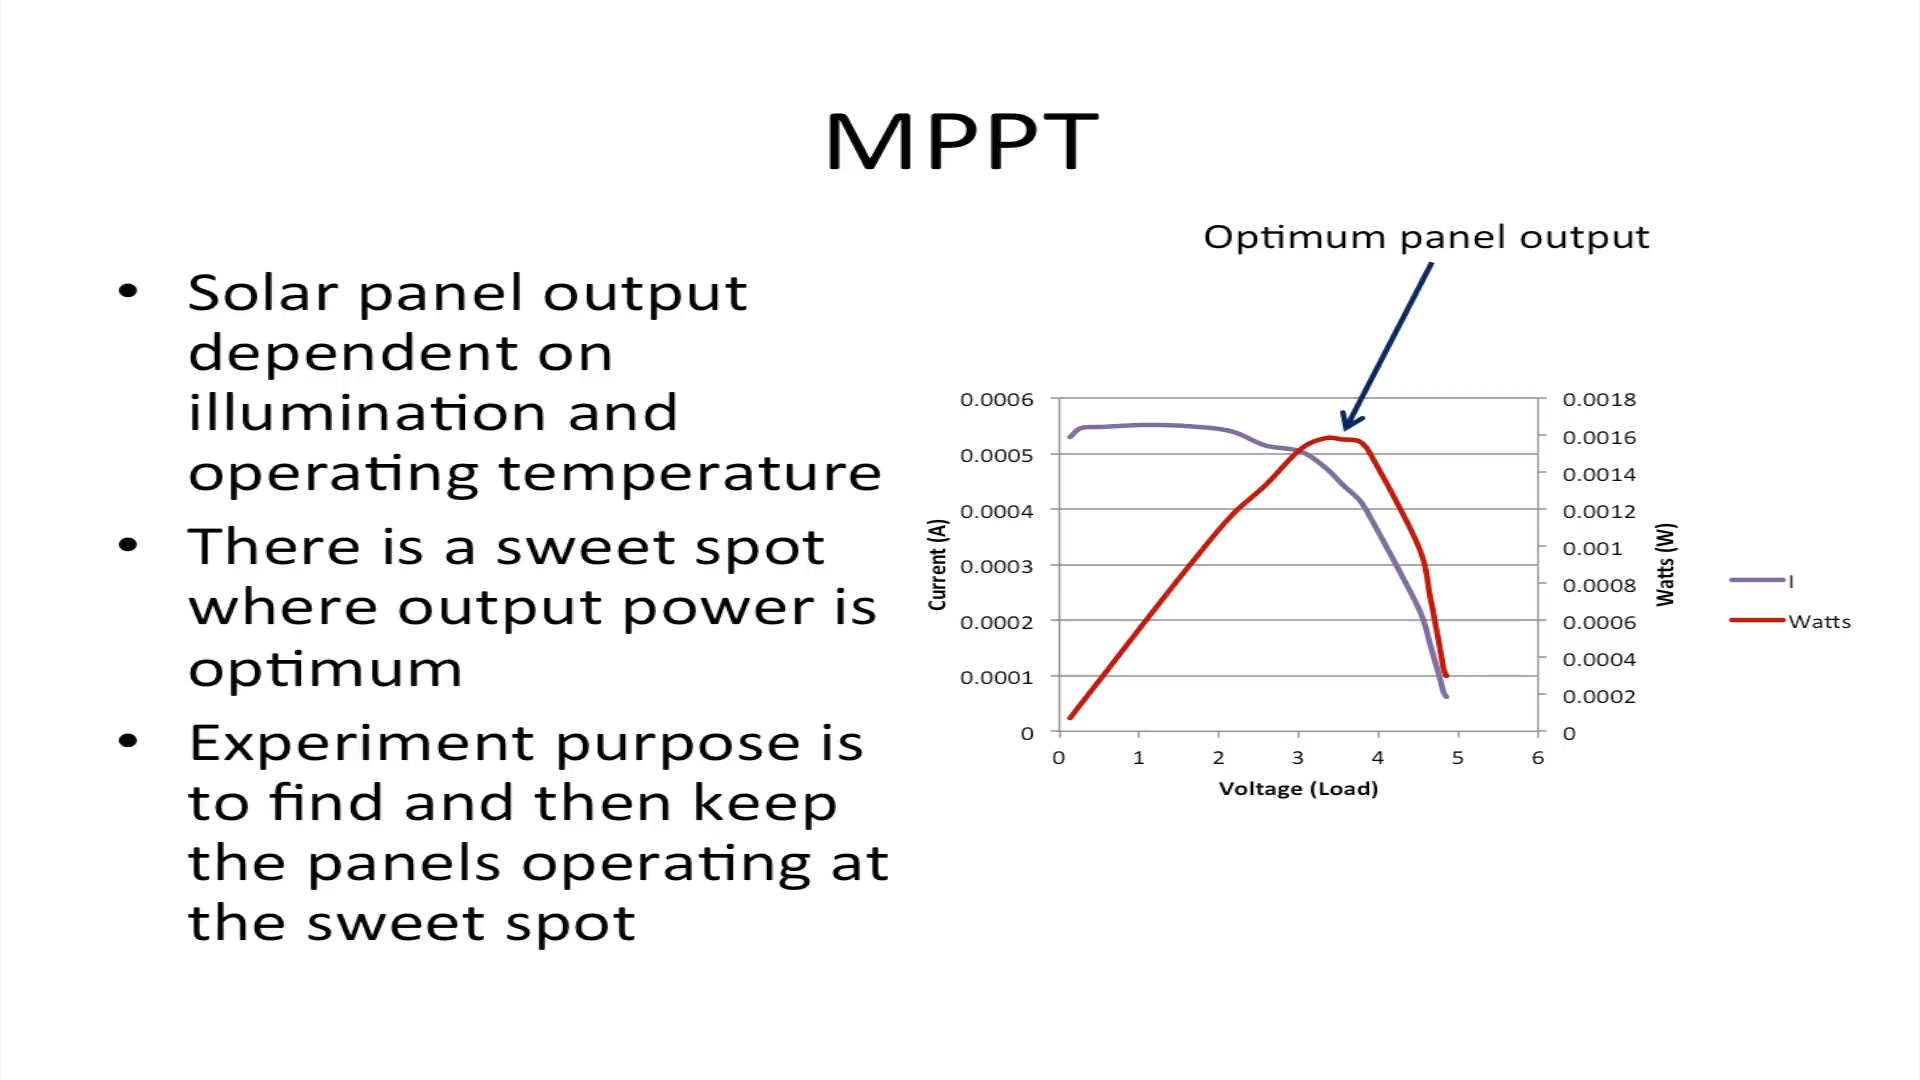 MPPT
• Solar panel output
dependent on
illumination and
operating temperature
• There is a sweet spot
where output power is
optimum
• Experiment purpose is
to find and then keep
the panels operating at
the sweet spot
Optimum panel output
0.0006
0.0005
0.0004
0.0003
0.0002
0.0001
0
Current (A)
0 1 2 3 4 5 6
Voltage (Load)
0.0018
0.0016
0.0014
0.0012
0.001
0.0008
0.0006
0.0004
0.0002
0
Watts (W)
I
Watts